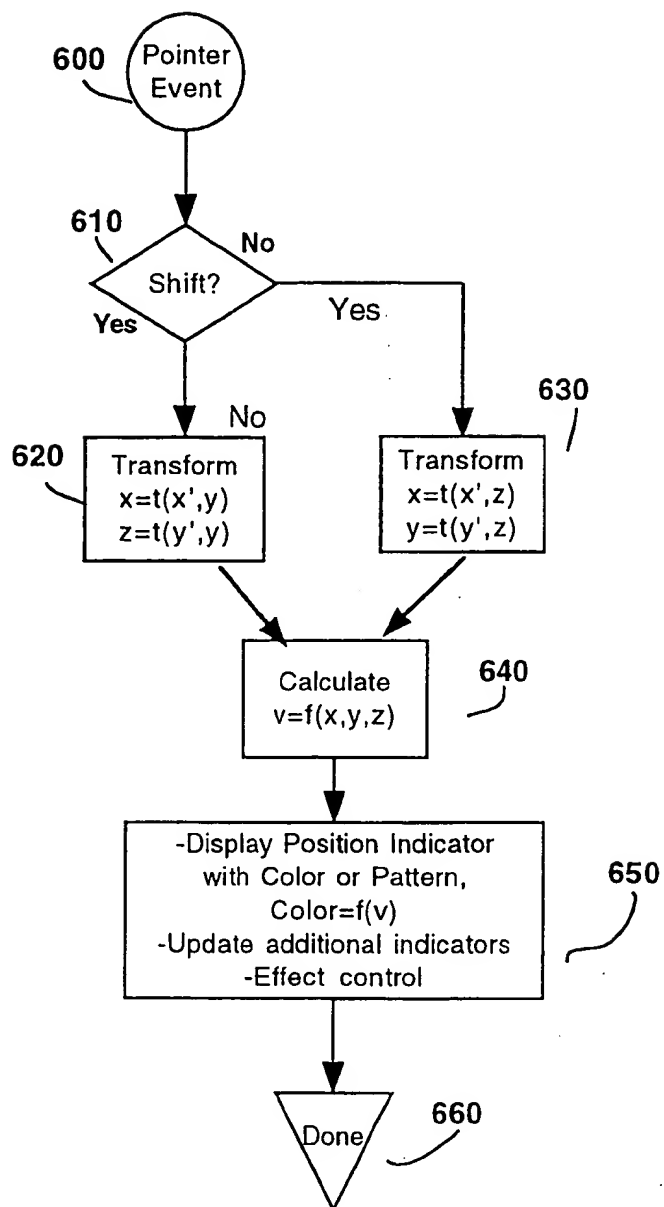 Pointer
Event
600
610
No
Shift?
Yes
Yes
No
630
620
Transform
x=t(x',y)
z=t(y',y)
Transform
x=t(x',z)
y=t(y',z)
Calculate
v=f(x,y,z)
640
-Display Position Indicator
with Color or Pattern,
Color=f(v)
-Update additional indicators
-Effect control
650
Done
660